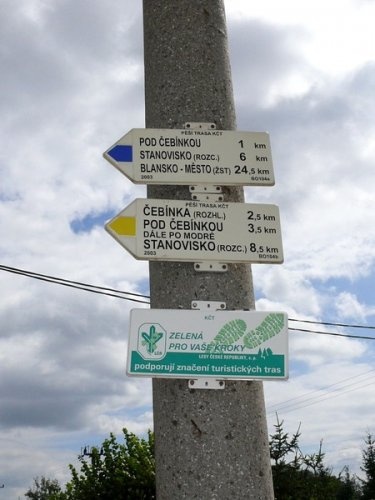 PĚŠÍ TRASA KČT
POD ČEBÍNKOU 1 km
STANOVISKO (ROZC.) 6 km
BLANSKO - MĚSTO (ŽST) 24,5 km
2003 BO104a
PĚŠÍ TRASA KČT
ČEBÍNKA (ROZHL.) 2,5 km
POD ČEBÍNKOU 3,5 km
DÁLE PO MODRÉ
STANOVISKO (ROZC.) 8,5 km
2003 BO104b
KČT
ZELENÁ
PRO VAŠE KROKY
LESY ČESKÉ REPUBLIKY, s. p.
podporují značení turistických tras